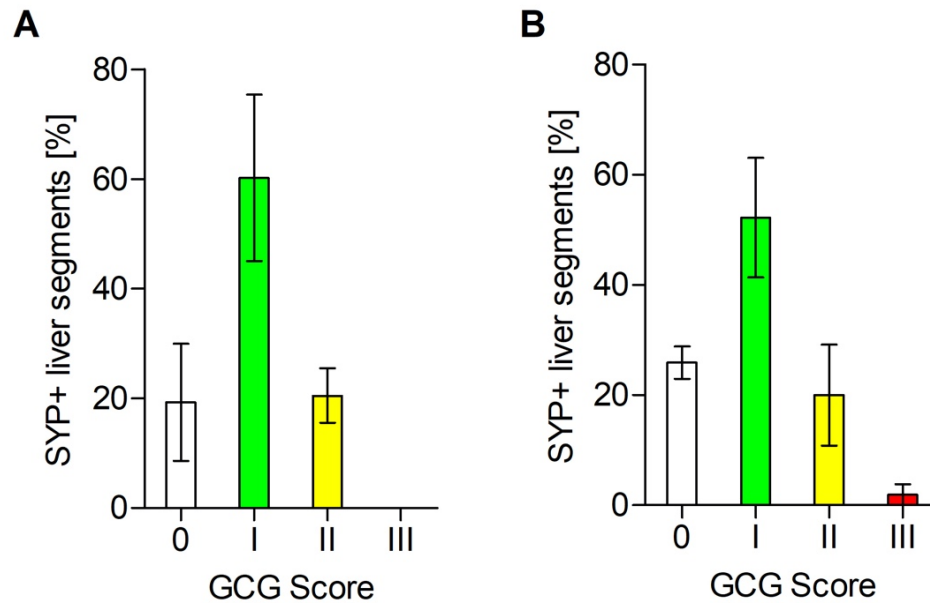 A
SYP+ liver segments [%]
80
60
40
20
0
0 I II III
GCG Score
B
SYP+ liver segments [%]
80
60
40
20
0
0 I II III
GCG Score